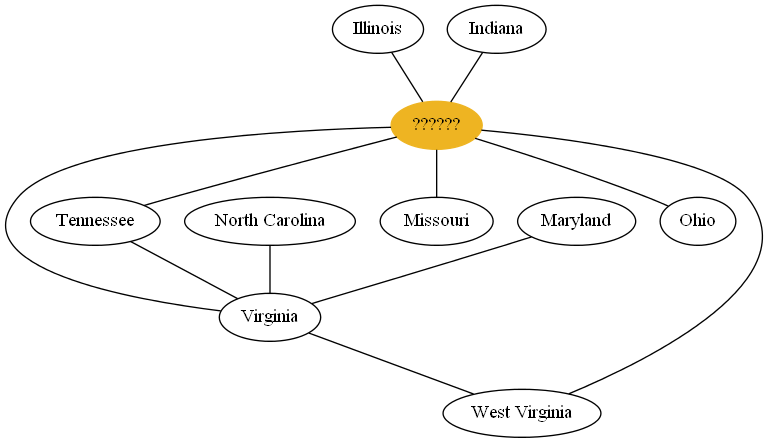 Illinois
Indiana
??????
Tennessee
North Carolina
Missouri
Maryland
Ohio
Virginia
West Virginia